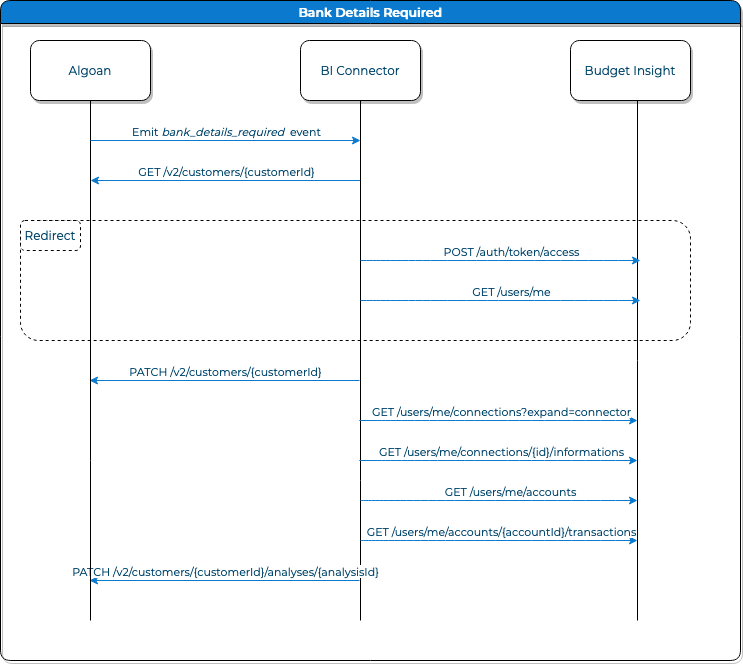 Bank Details Required
Algoan
BI Connector
Budget Insight
Emit bank_details_required event
GET /v2/customers/{customerId}
Redirect
POST /auth/token/access
GET /users/me
PATCH /v2/customers/{customerId}
GET /users/me/connections?expand=connector
GET /users/me/connections/{id}/informations
GET /users/me/accounts
GET /users/me/accounts/{accountId}/transactions
PATCH /v2/customers/{customerId}/analyses/{analysisId}